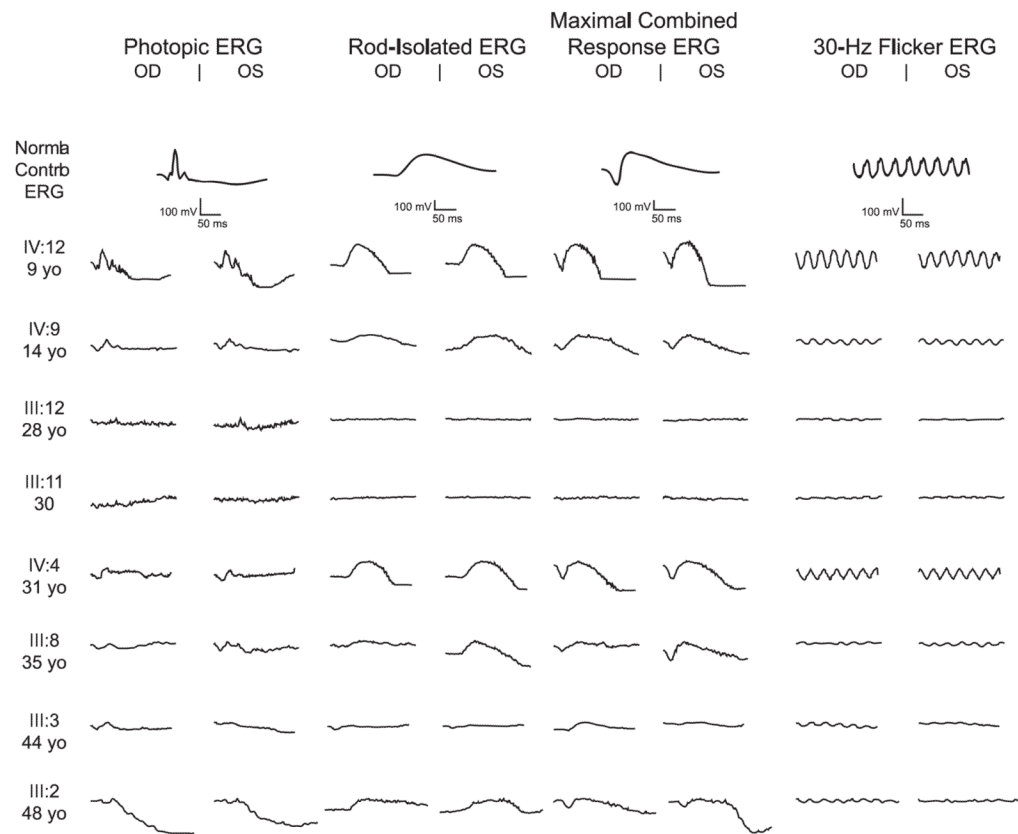 Photopic ERG
OD | OS
Rod-Isolated ERG
OD | OS
Maximal Combined
Response ERG
OD | OS
30-Hz Flicker ERG
OD | OS
Normla
Contrb
ERG
100 mV
50 ms
100 mV
50 ms
100 mV
50 ms
100 mV
50 ms
IV:12
9 yo
IV:9
14 yo
III:12
28 yo
III:11
30
IV:4
31 yo
III:8
35 yo
III:3
44 yo
III:2
48 yo